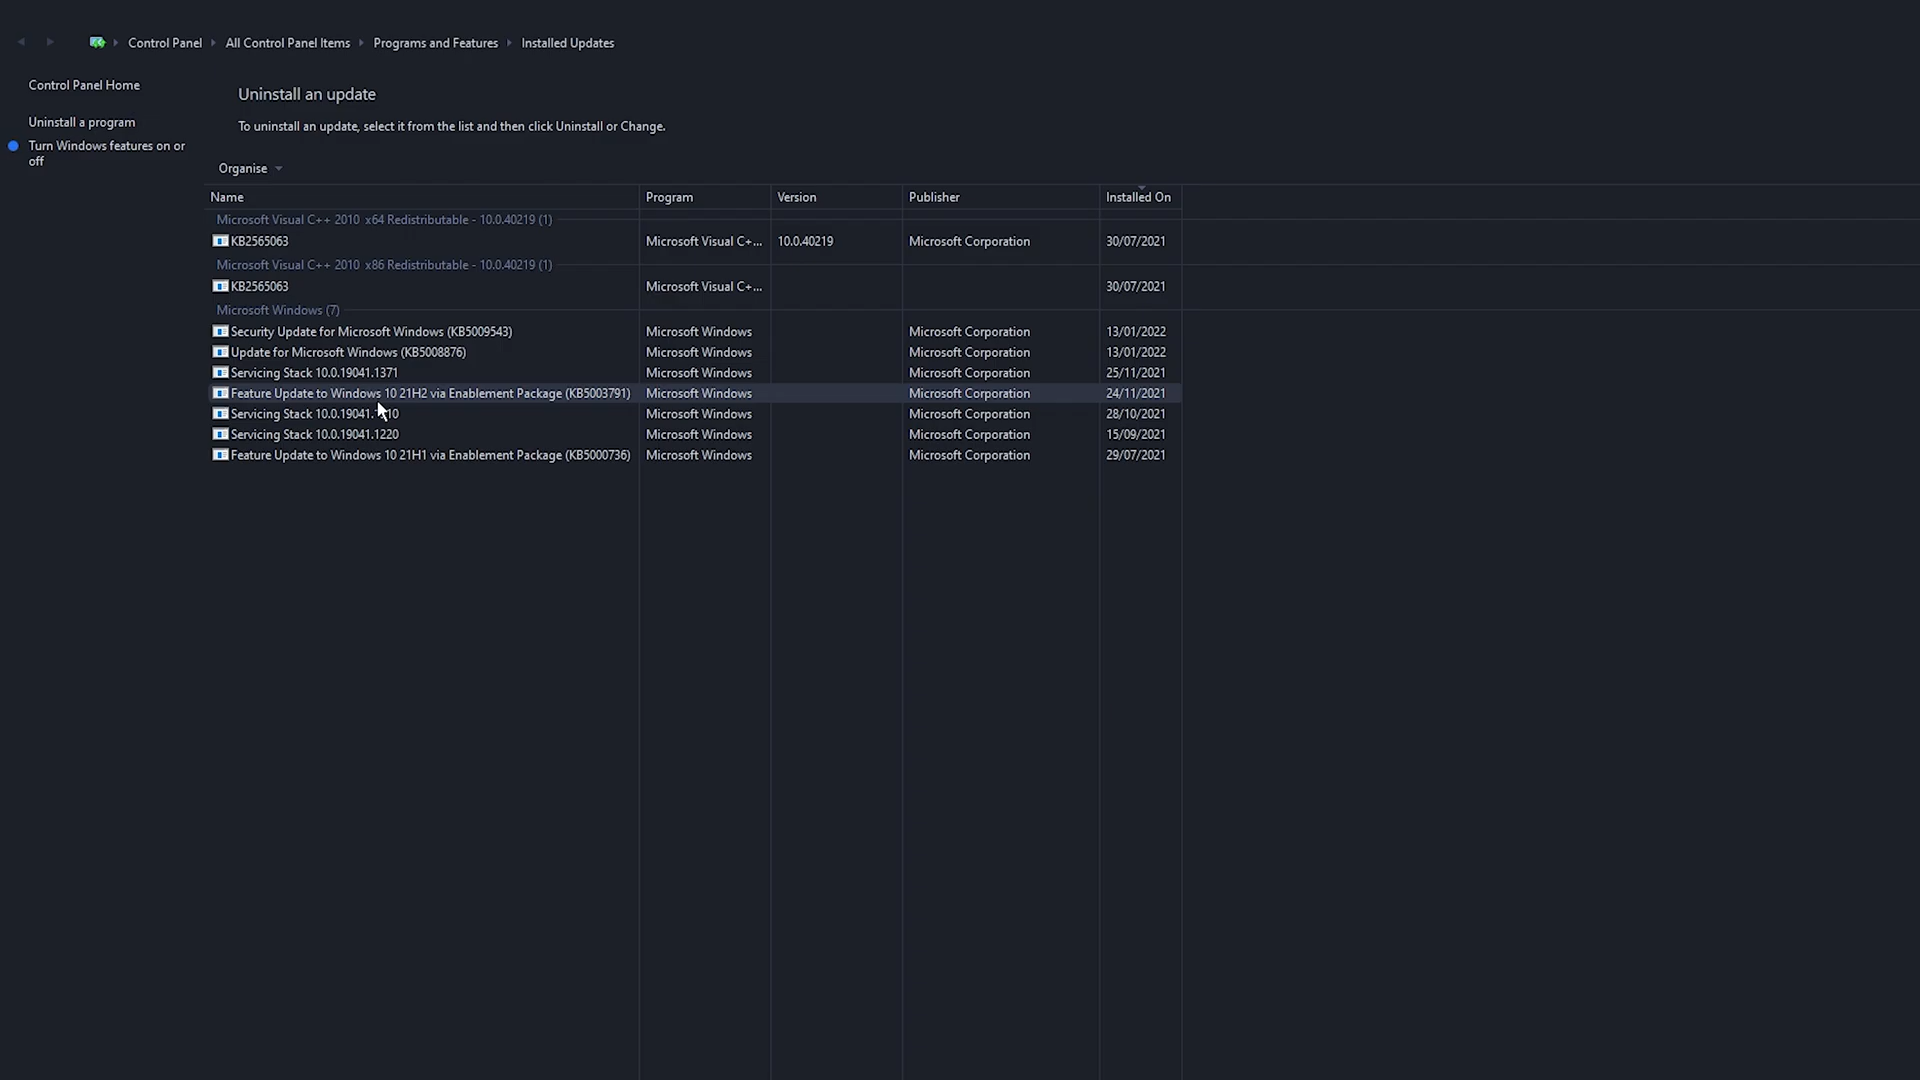 Control Panel All Control Panel Items Programs and Features Installed Updates
Control Panel Home
Uninstall a program
Turn Windows features on or
off
Uninstall an update
To uninstall an update, select it from the list and then click Uninstall or Change.
Organise
Name Program Version Publisher Installed On
Microsoft Visual C++ 2010 x64 Redistributable - 10.0.40219 (1)
KB2565063 Microsoft Visual C+... 10.0.40219 Microsoft Corporation 30/07/2021
Microsoft Visual C++ 2010 x86 Redistributable - 10.0.40219 (1)
KB2565063 Microsoft Visual C+... 30/07/2021
Microsoft Windows (7)
Security Update for Microsoft Windows (KB5009543) Microsoft Windows Microsoft Corporation 13/01/2022
Update for Microsoft Windows (KB5008876) Microsoft Windows Microsoft Corporation 13/01/2022
Servicing Stack 10.0.19041.1371 Microsoft Windows Microsoft Corporation 25/11/2021
Feature Update to Windows 10 21H2 via Enablement Package (KB5003791) Microsoft Windows Microsoft Corporation 24/11/2021
Servicing Stack Microsoft Windows Microsoft Corporation 28/10/2021
Servicing Stack 10.0.19041.1220 Microsoft Windows Microsoft Corporation 15/09/2021
Feature Update to Windows 10 21H1 via Enablement Package (KB5000736) Microsoft Windows Microsoft Corporation 29/07/2021